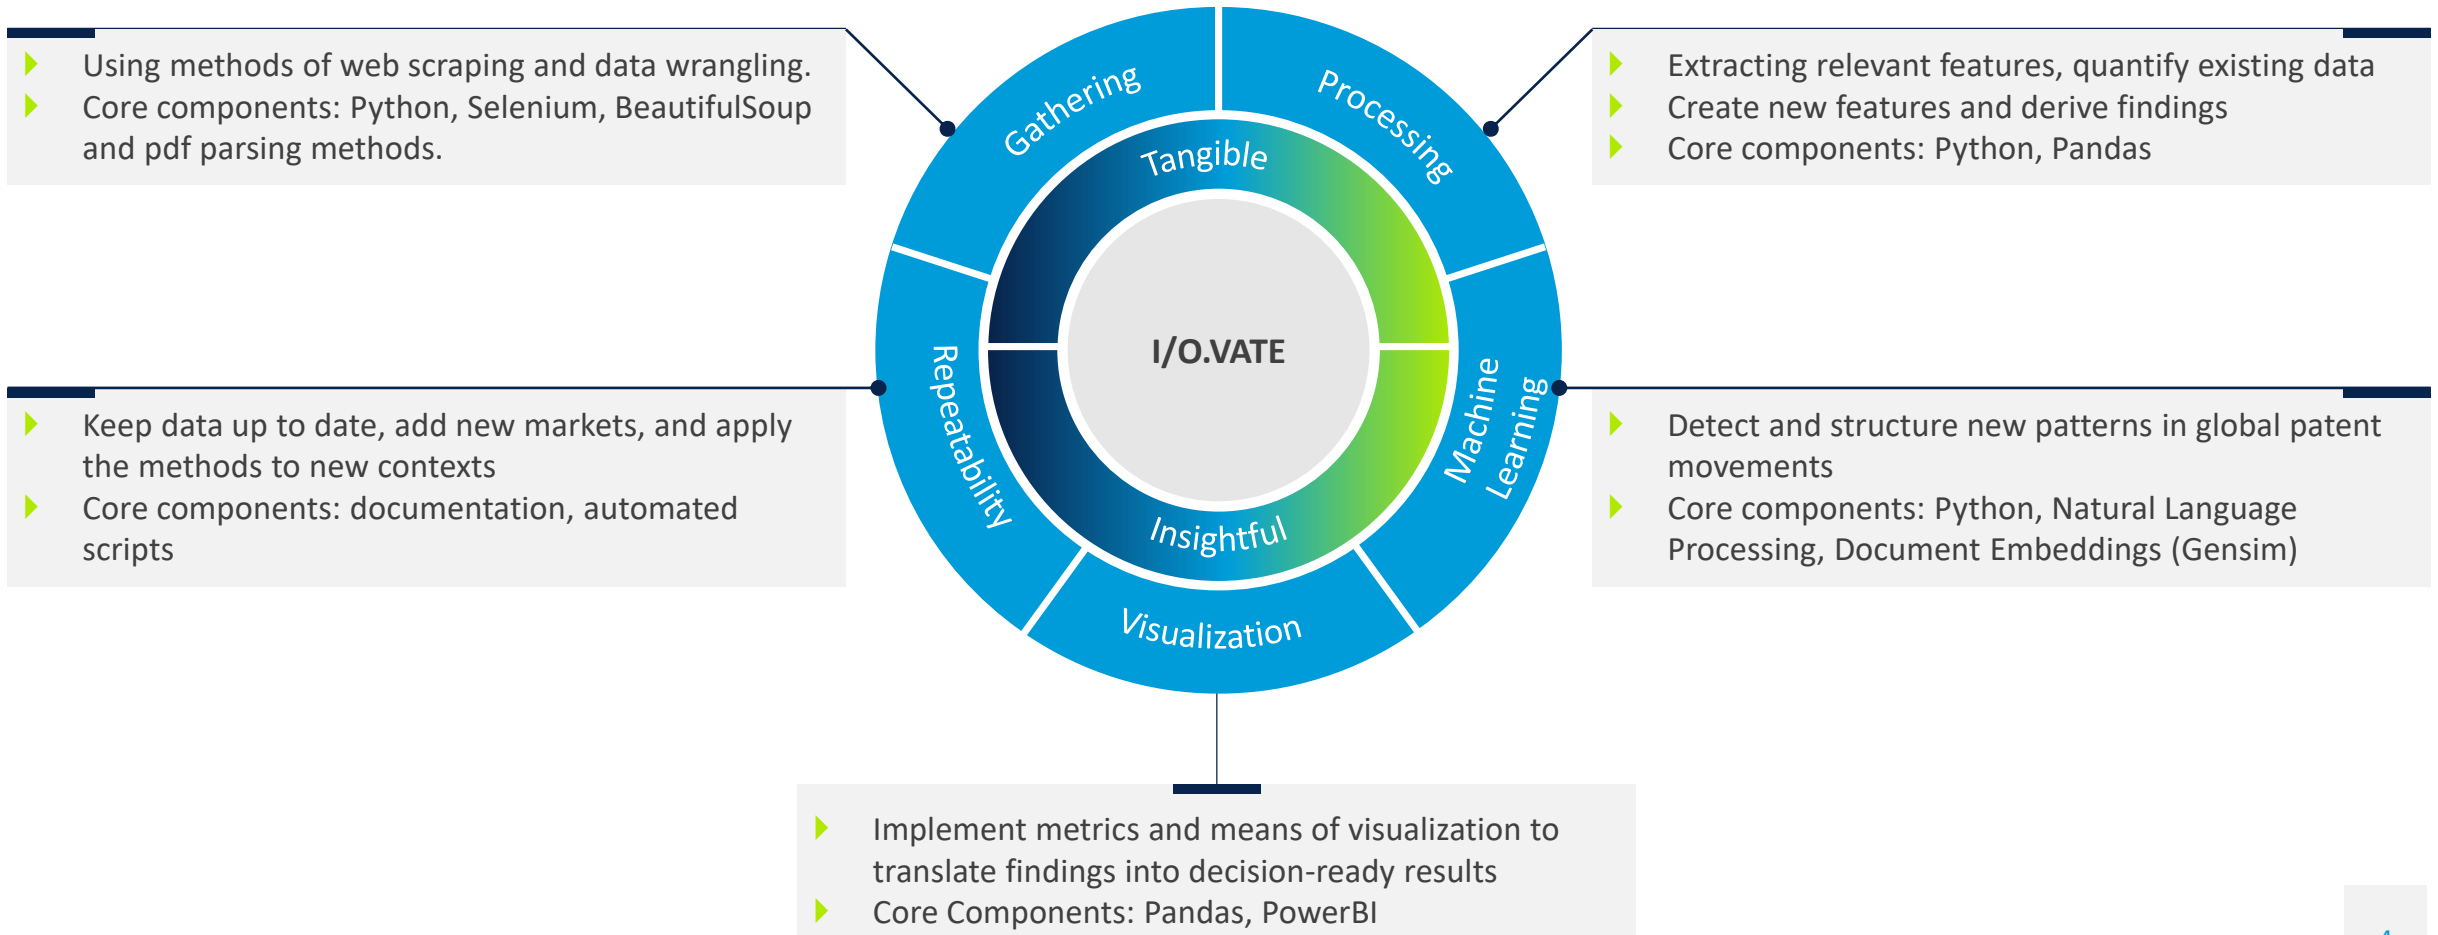 Using methods of web scraping and data wrangling.
Core components: Python, Selenium, BeautifulSoup
and pdf parsing methods.
Extracting relevant features, quantify existing data
Create new features and derive findings
Core components: Python, Pandas
Gathering
Processing
Tangible
I/O.VATE
Insightful
Repeatability
Machine
Learning
Visualization
Keep data up to date, add new markets, and apply
the methods to new contexts
Core components: documentation, automated
scripts
Detect and structure new patterns in global patent
movements
Core components: Python, Natural Language
Processing, Document Embeddings (Gensim)
Implement metrics and means of visualization to
translate findings into decision-ready results
Core Components: Pandas, PowerBI